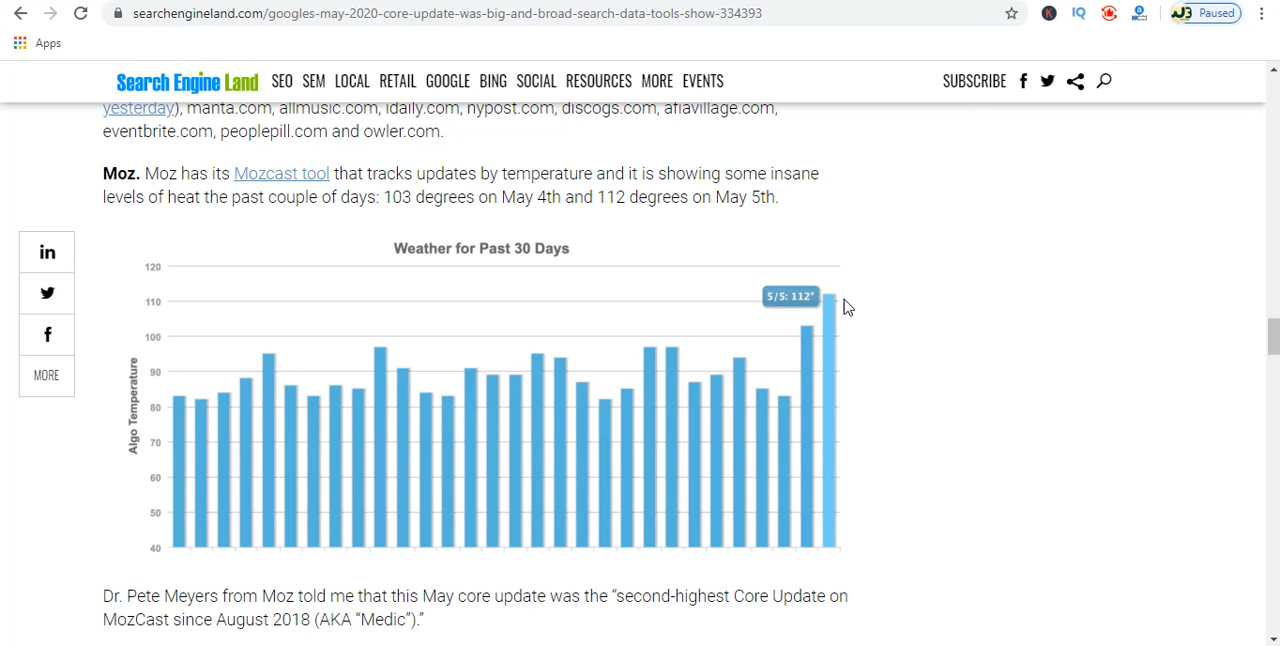 searchengineland.com/googles-may-2020-core-update-was-big-and-broad-search-data-tools-show-334393
K IQ Paused
Apps
Search Engine Land SEO SEM LOCAL RETAIL GOOGLE BING SOCIAL RESOURCES MORE EVENTS SUBSCRIBE
yesterday), manta.com, allmusic.com, idaily.com, nypost.com, discogs.com, aflavillage.com,
eventbrite.com, peoplepill.com and owler.com.
Moz. Moz has its Mozcast tool that tracks updates by temperature and it is showing some insane
levels of heat the past couple of days: 103 degrees on May 4th and 112 degrees on May 5th.
in
MORE
Weather for Past 30 Days
Algo Temperature
120
110
100
90
80
70
60
50
40
5/5: 112°
Dr. Pete Meyers from Moz told me that this May core update was the “second-highest Core Update on
MozCast since August 2018 (AKA “Medic”).”